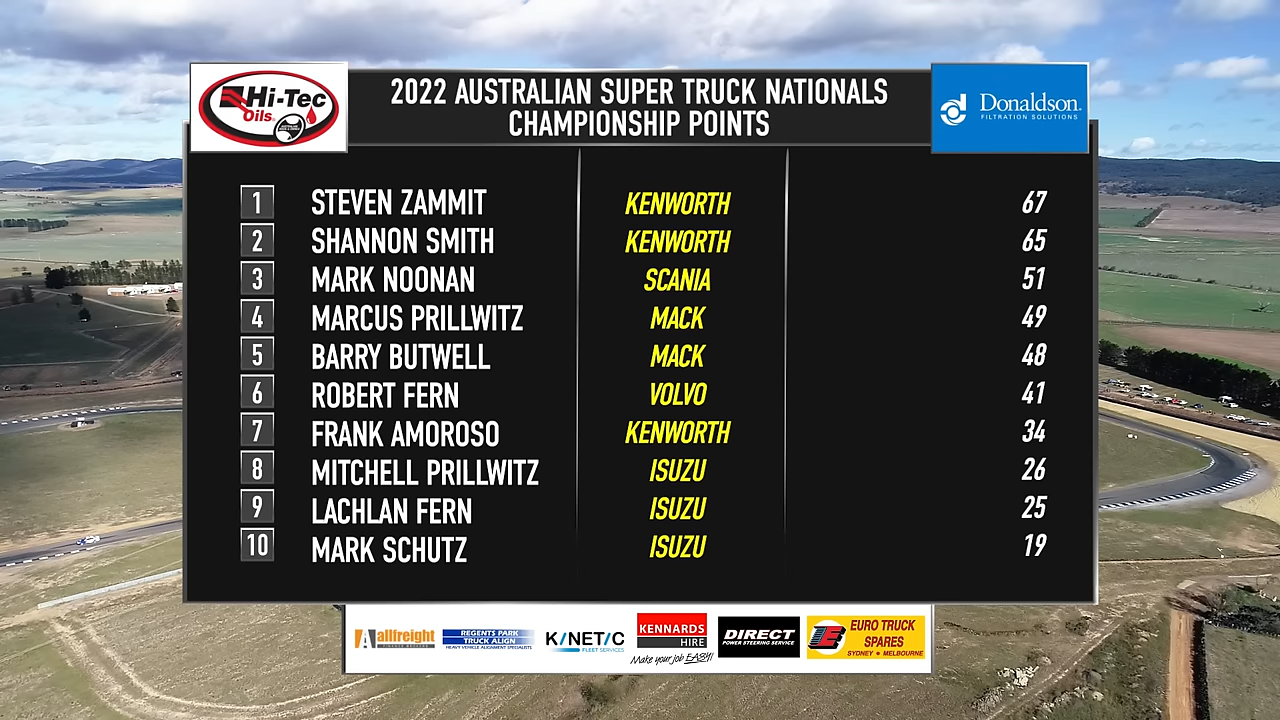 Hi-Tec
Oils
2022 AUSTRALIAN SUPER TRUCK NATIONALS
CHAMPIONSHIP POINTS
Donaldson
FILTRATION SOLUTIONS
1 STEVEN ZAMMIT KENWORTH 67
2 SHANNON SMITH KENWORTH 65
3 MARK NOONAN SCANIA 51
4 MARCUS PRILLWITZ MACK 49
5 BARRY BUTWELL MACK 48
6 ROBERT FERN VOLVO 41
7 FRANK AMOROSO KENWORTH 34
8 MITCHELL PRILLWITZ ISUZU 26
9 LACHLAN FERN ISUZU 25
10 MARK SCHUTZ ISUZU 19
allfreight
REGENTS PARK
TRUCK ALIGN
HEAVY VEHICLE ALIGNMENT SPECIALISTS
KINETIC
FLEET SERVICES
KENNARDS
HIRE
Make your job EASY!
DIRECT
POWER STEERING SERVICE
EURO TRUCK
SPARES
SYDNEY • MELBOURNE